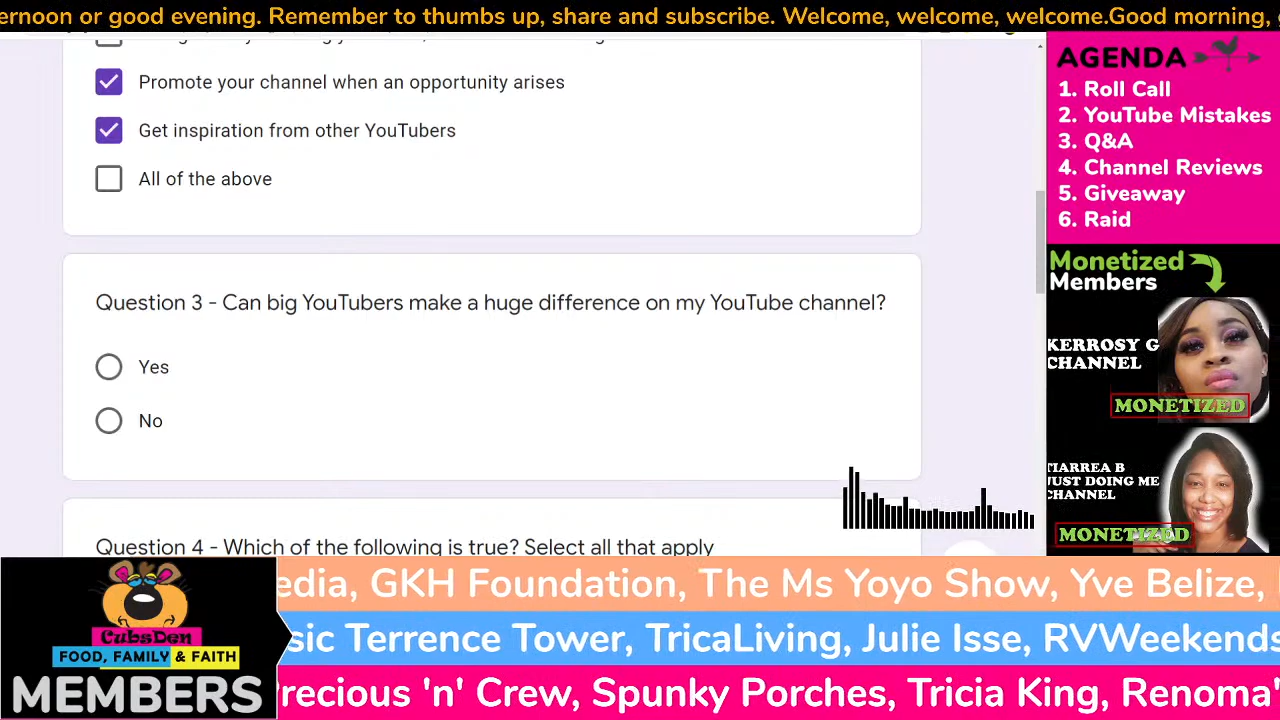 ernoon or good evening. Remember to thumbs up, share and subscribe. Welcome, welcome, welcome.Good morning,
Promote your channel when an opportunity arises
Get inspiration from other YouTubers
All of the above
Question 3 - Can big YouTubers make a huge difference on my YouTube channel?
Yes
No
Question 4 - Which of the following is true? Select all that apply
AGENDA
1. Roll Call
2. YouTube Mistakes
3. Q&A
4. Channel Reviews
5. Giveaway
6. Raid
Monetized
Members
KERROSY G
CHANNEL
MONETIZED
TIARREA B
JUST DOING ME
CHANNEL
MONETIZED
CubsDen
FOOD, FAMILY & FAITH
MEMBERS
edia, GKH Foundation, The Ms Yoyo Show, Yve Belize,
sic Terrence Tower, TricaLiving, Julie Isse, RVWeekends
recious 'n' Crew, Spunky Porches, Tricia King, Renoma'